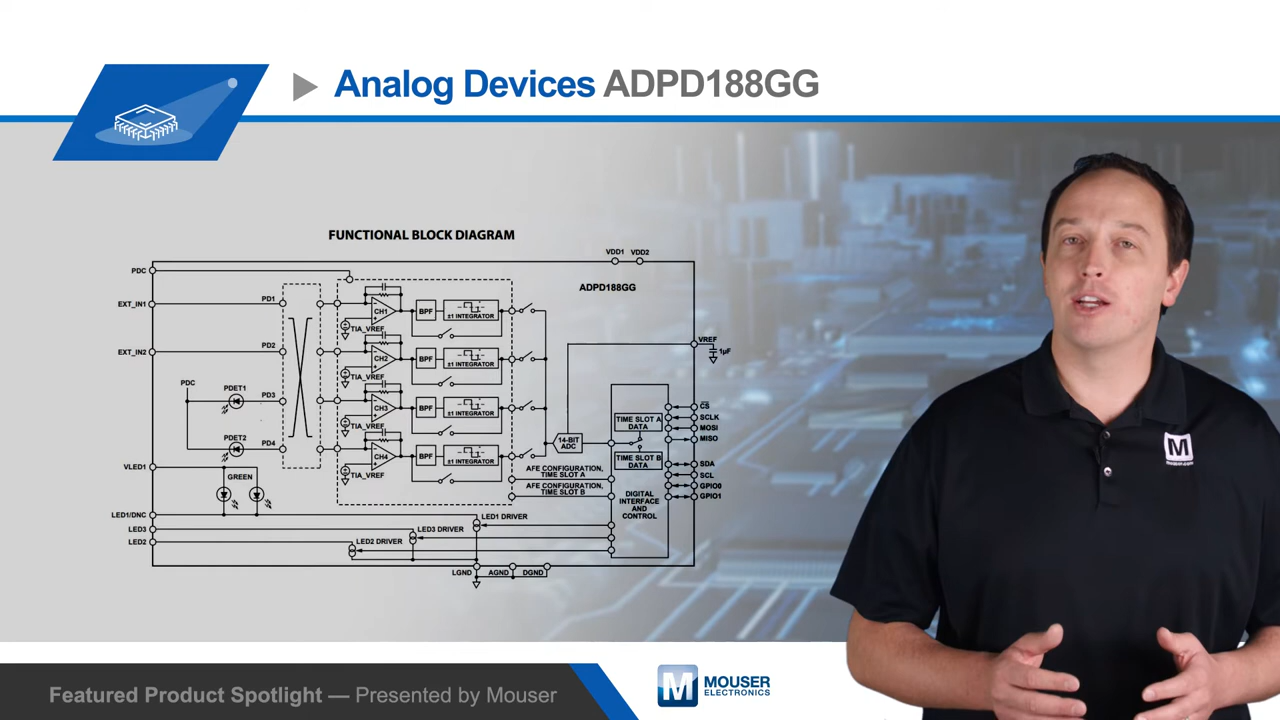 Analog Devices ADPD188GG
FUNCTIONAL BLOCK DIAGRAM
VDD1 VDD2
PDC
ADPD188GG
EXT_IN1
PD1
CH1
BPF
±1 INTEGRATOR
TIA_VREF
VREF
1µF
EXT_IN2
PD2
CH2
BPF
±1 INTEGRATOR
TIA_VREF
PDC
PDET1
PD3
CH3
BPF
±1 INTEGRATOR
TIA_VREF
CS
SCLK
MOSI
MISO
TIME SLOT A
DATA
14-BIT
ADC
PDET2
PD4
CH4
BPF
±1 INTEGRATOR
TIA_VREF
TIME SLOT B
DATA
SDA
SCL
GPIO0
GPIO1
VLED1
GREEN
AFE CONFIGURATION,
TIME SLOT A
AFE CONFIGURATION,
TIME SLOT B
DIGITAL
INTERFACE
AND
CONTROL
LED1/DNC
LED1 DRIVER
LED3
LED3 DRIVER
LED2
LED2 DRIVER
LGND
AGND
DGND
M
Featured Product Spotlight — Presented by Mouser
M
MOUSER
ELECTRONICS